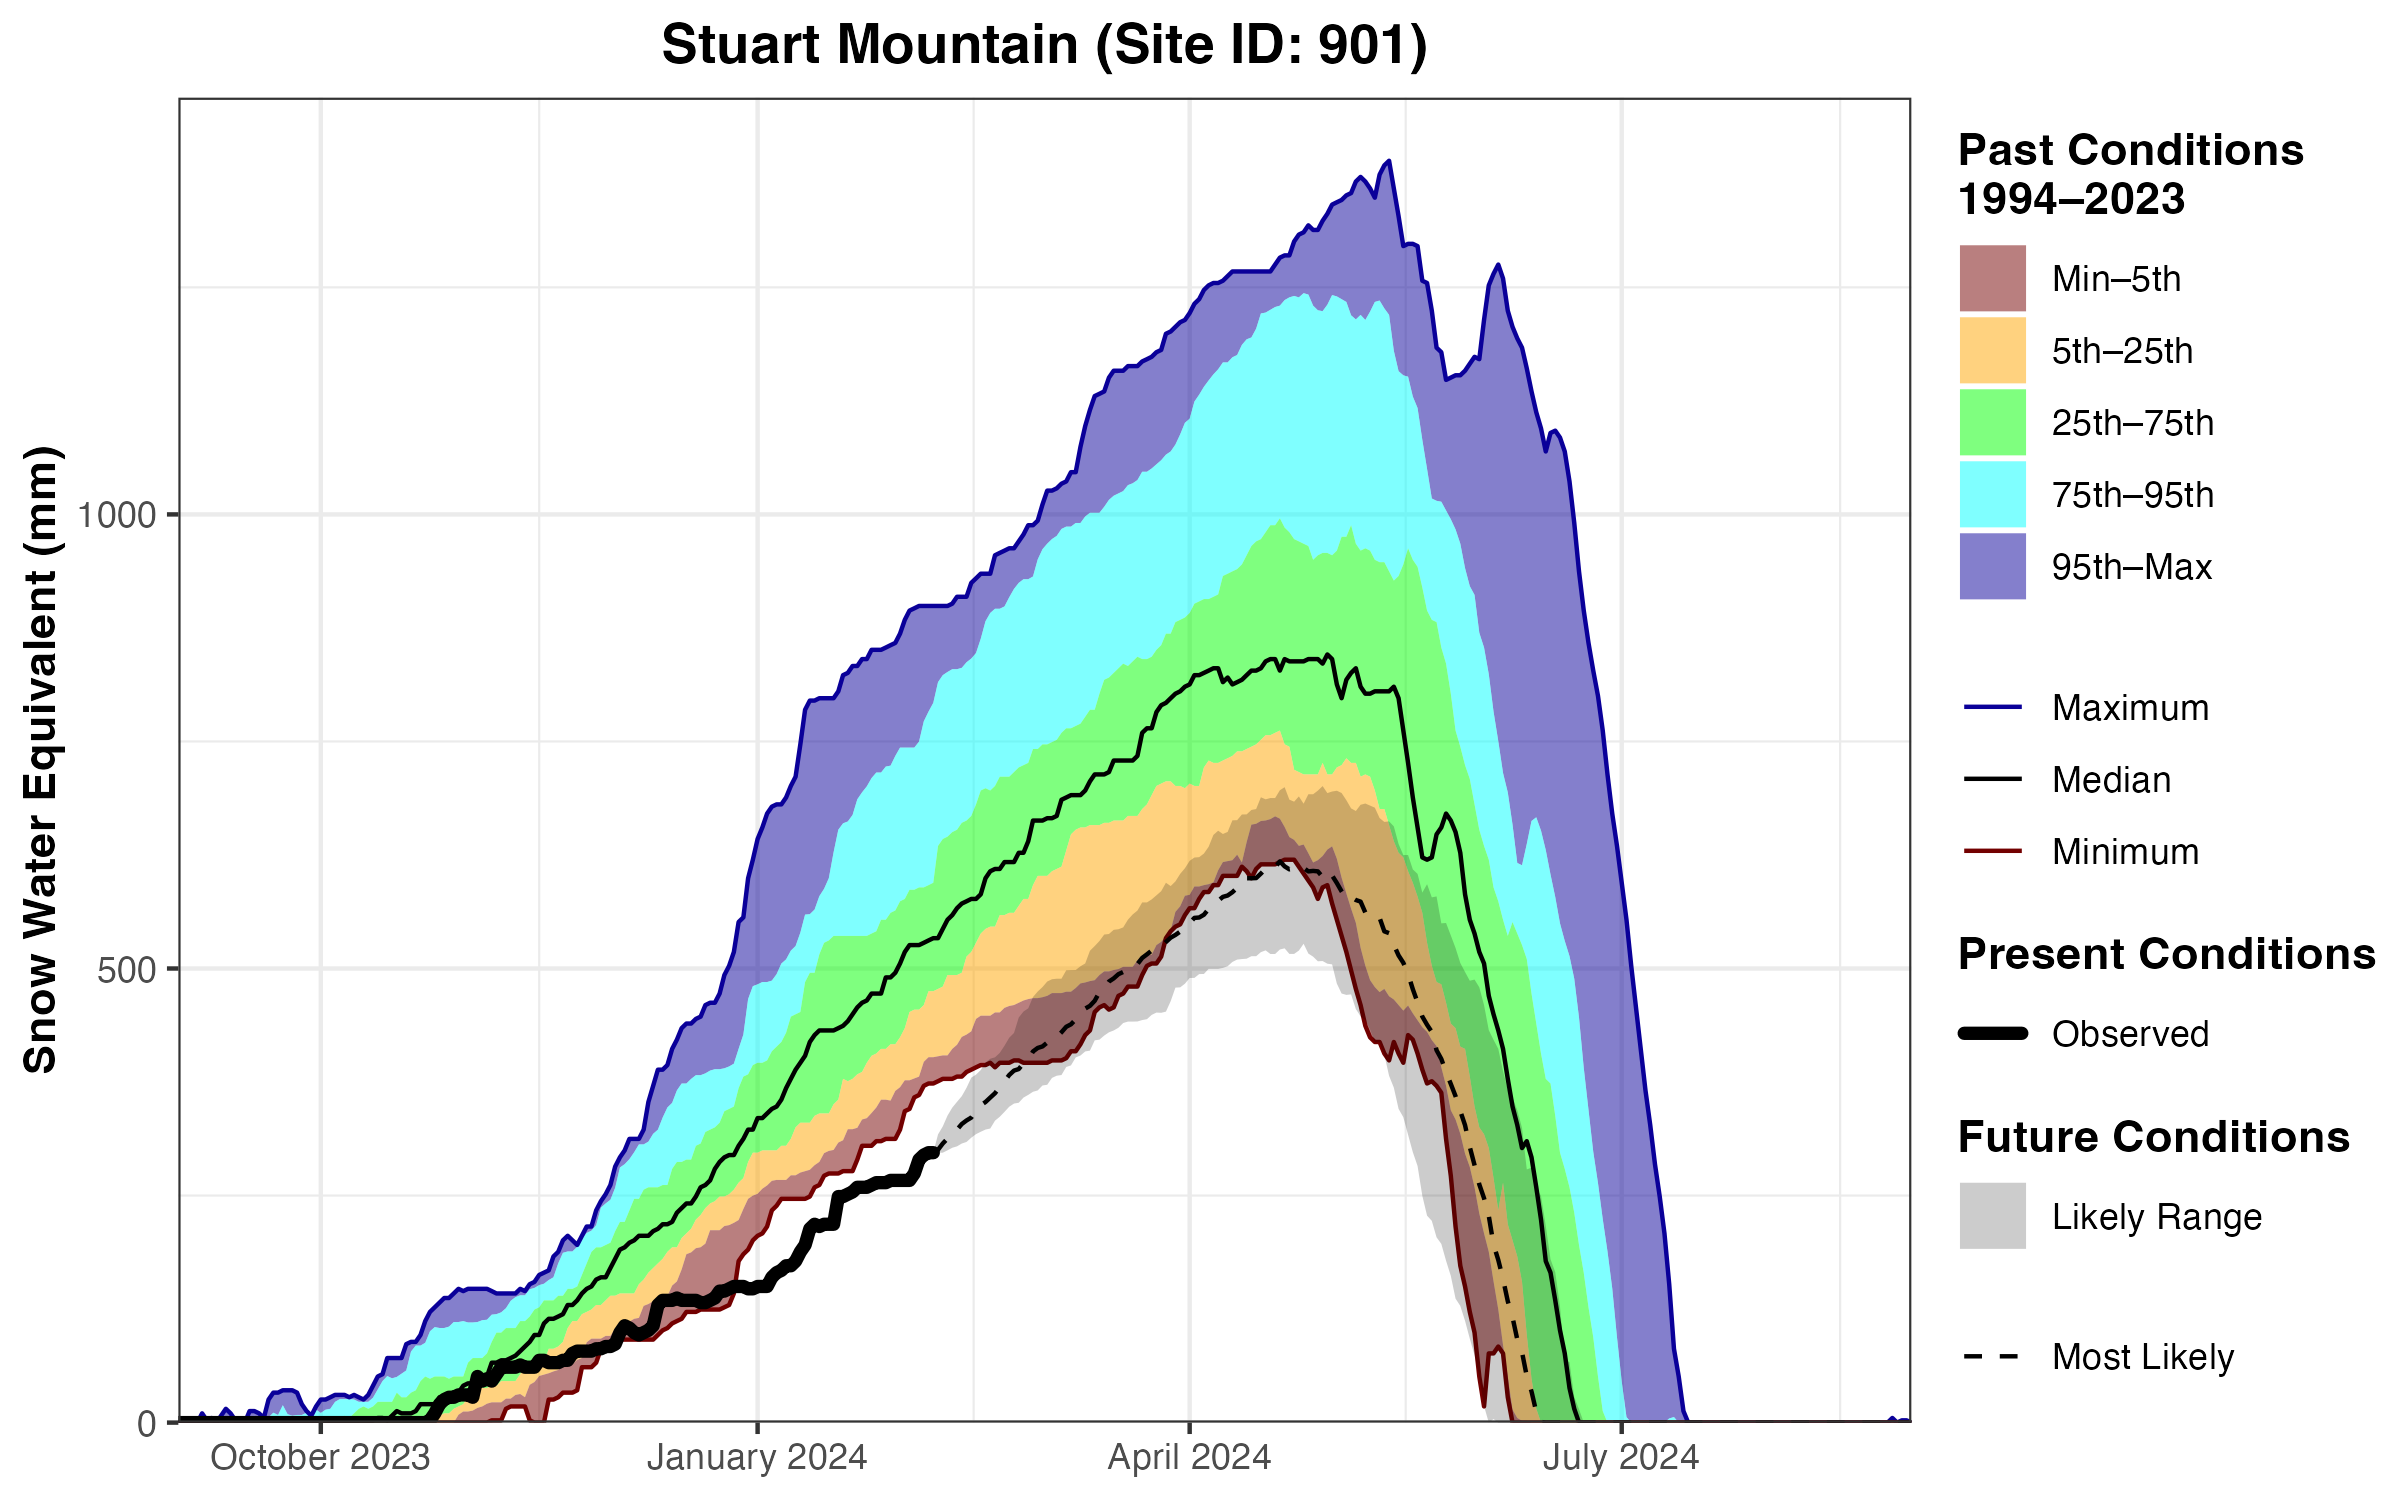 Stuart Mountain (Site ID: 901)
Snow Water Equivalent (mm)
1000
500
0
October 2023
January 2024
April 2024
July 2024
Past Conditions
1994–2023
Min–5th
5th–25th
25th–75th
75th–95th
95th–Max
Maximum
Median
Minimum
Present Conditions
Observed
Future Conditions
Likely Range
Most Likely